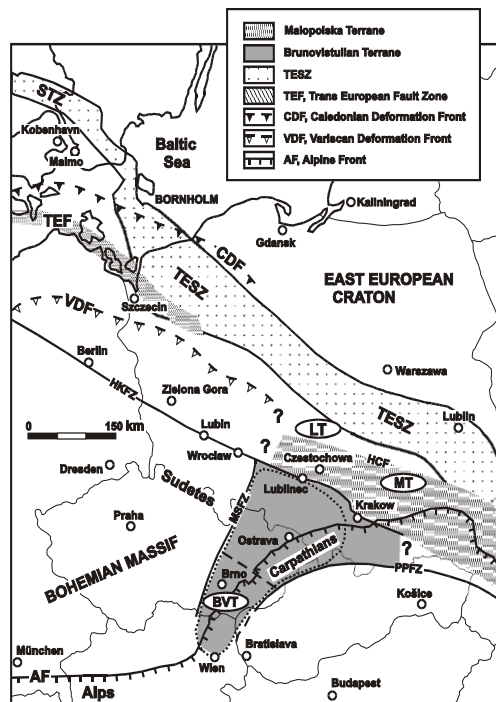 Malopolska Terrane
Brunovistulian Terrane
TESZ
TEF, Trans European Fault Zone
CDF, Caledonian Deformation Front
VDF, Variscan Deformation Front
AF, Alpine Front
STZ
Kobenhavn
Malmo
Baltic
Sea
BORNHOLM
Kaliningrad
TEF
Gdansk
CDF
TESZ
EAST EUROPEAN
CRATON
Szczecin
VDF
Berlin
Warszawa
HKFZ
Zielona Gora
TESZ
Lublin
?
LT
0 150 km
Lubin
?
HCF
Wroclaw
Czestochowa
Dresden
MT
Sudetes
Lublinec
MSFZ
Krakow
Praha
Ostrava
?
BOHEMIAN MASSIF
Carpathians
PPFZ
Brno
BVT
Košice
München
Wien
Bratislava
AF
Alps
Budapest